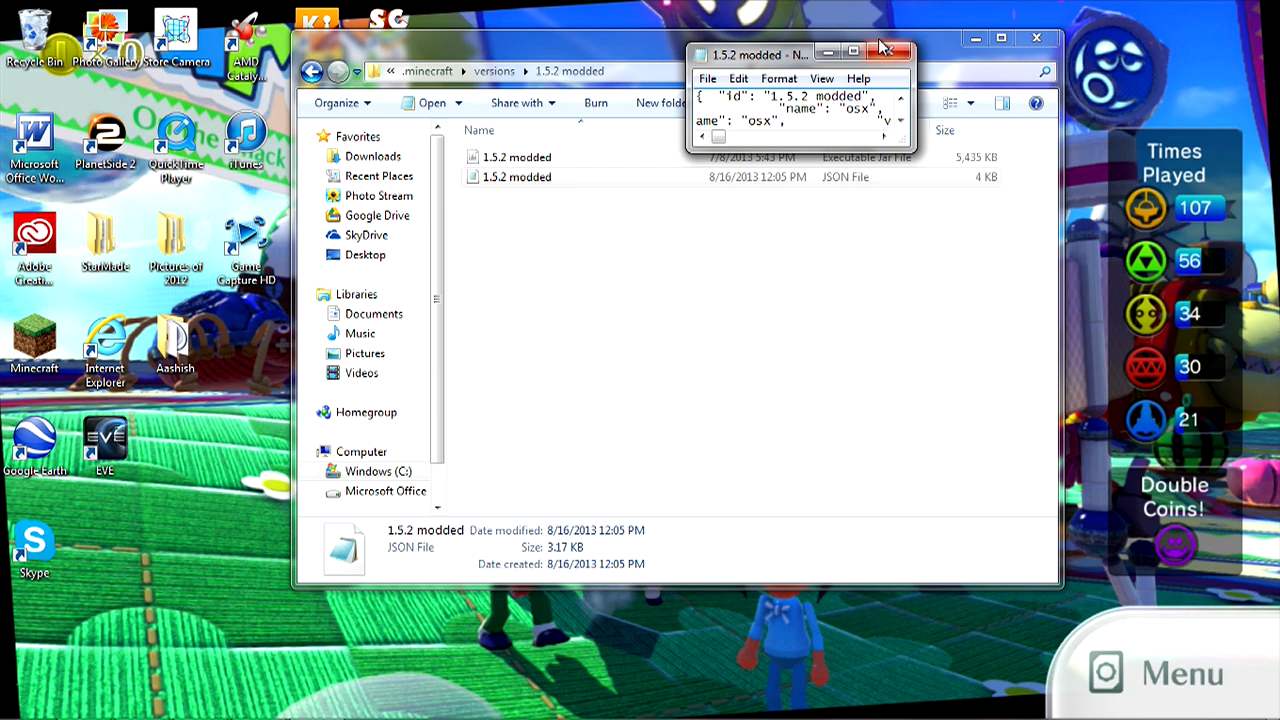 Recycle Bin
Photo Gallery
Store Camera
AMD
Cataly...
Microsoft
Office Wo...
PlanetSide 2
QuickTime
Player
iTunes
Adobe
Creati...
StarMade
Pictures of
2012
Game
Capture HD
Minecraft
Internet
Explorer
Aashish
Google Earth
EVE
Skype
SC
« .minecraft versions 1.5.2 modded
Organize Open Share with Burn New folde
Favorites
Downloads
Recent Places
Photo Stream
Google Drive
SkyDrive
Desktop
Libraries
Documents
Music
Pictures
Videos
Homegroup
Computer
Windows (C:)
Microsoft Office
Name Size
1.5.2 modded 7/8/2013 5:43 PM Executable Jar File 5,435 KB
1.5.2 modded 8/16/2013 12:05 PM JSON File 4 KB
1.5.2 modded - N...
File Edit Format View Help
{ "id": "1.5.2 modded",
"name": "osx"
ame": "osx", "v
1.5.2 modded Date modified: 8/16/2013 12:05 PM
JSON File Size: 3.17 KB
Date created: 8/16/2013 12:05 PM
Times
Played
107
56
34
30
21
Double
Coins!
Menu